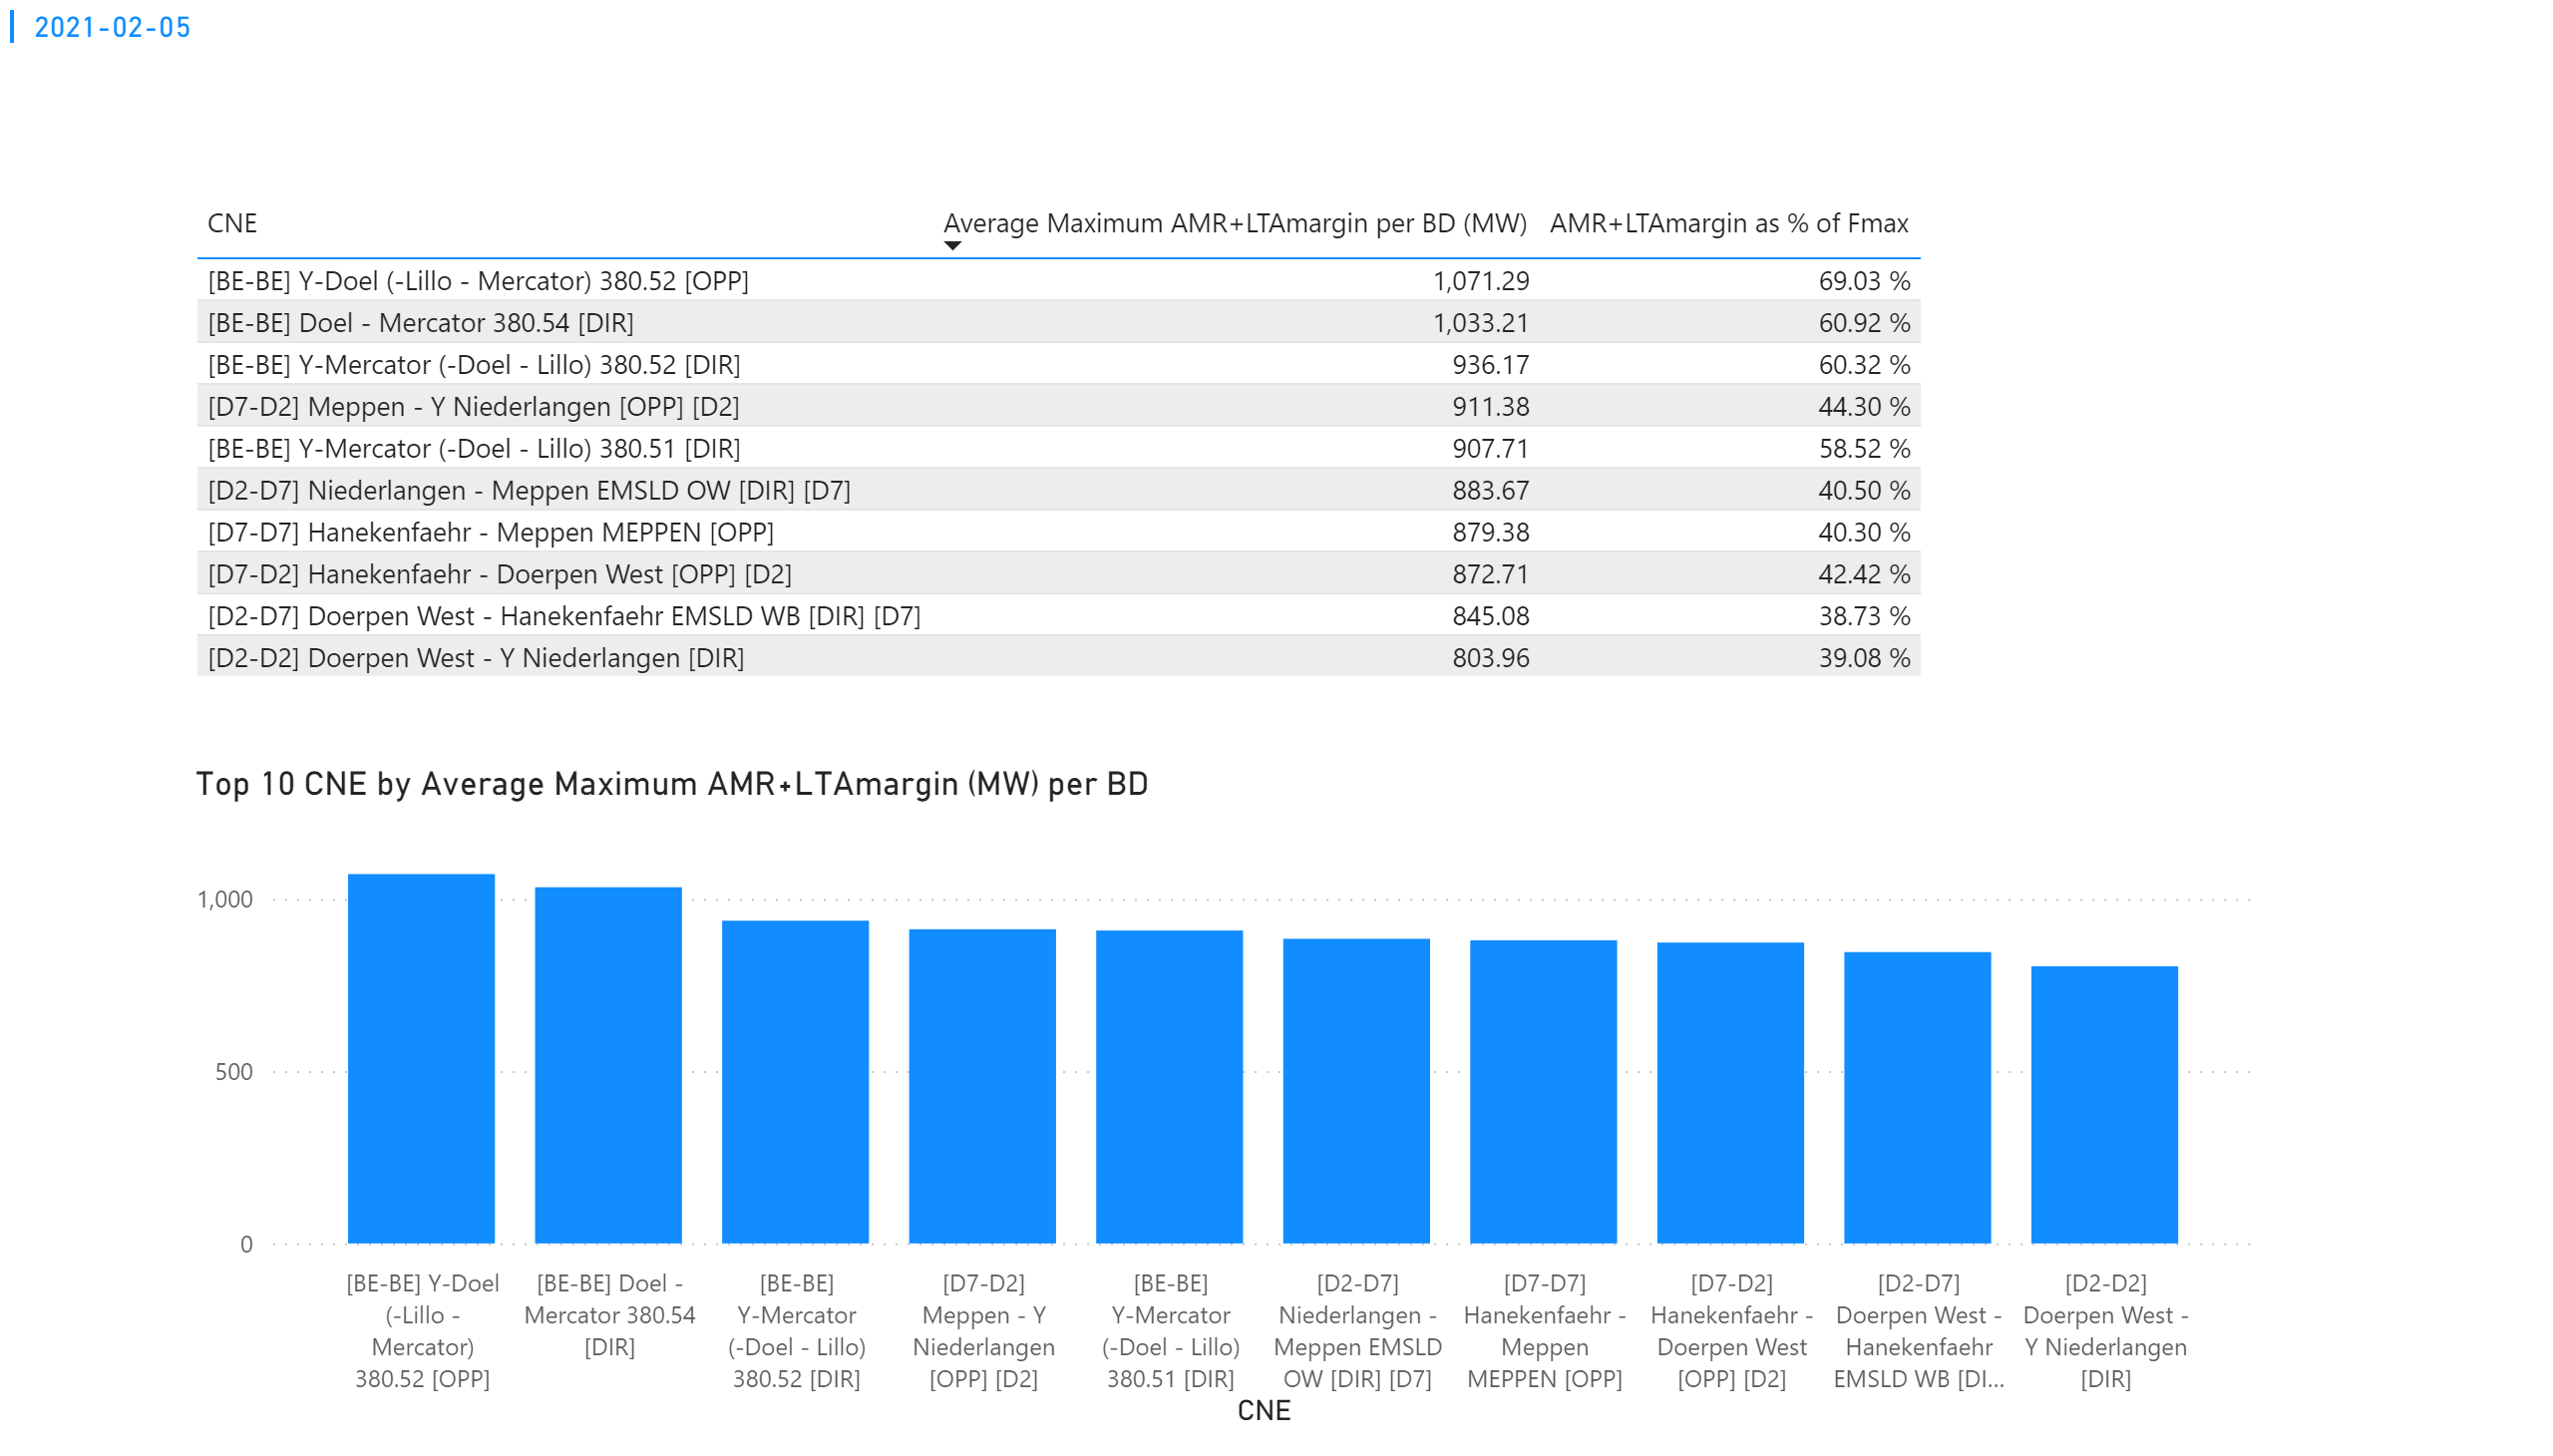 2021-02-05
CNE Average Maximum AMR+LTAmargin per BD (MW) AMR+LTAmargin as % of Fmax
[BE-BE] Y-Doel (-Lillo - Mercator) 380.52 [OPP] 1,071.29 69.03 %
[BE-BE] Doel - Mercator 380.54 [DIR] 1,033.21 60.92 %
[BE-BE] Y-Mercator (-Doel - Lillo) 380.52 [DIR] 936.17 60.32 %
[D7-D2] Meppen - Y Niederlangen [OPP] [D2] 911.38 44.30 %
[BE-BE] Y-Mercator (-Doel - Lillo) 380.51 [DIR] 907.71 58.52 %
[D2-D7] Niederlangen - Meppen EMSLD OW [DIR] [D7] 883.67 40.50 %
[D7-D7] Hanekenfaehr - Meppen MEPPEN [OPP] 879.38 40.30 %
[D7-D2] Hanekenfaehr - Doerpen West [OPP] [D2] 872.71 42.42 %
[D2-D7] Doerpen West - Hanekenfaehr EMSLD WB [DIR] [D7] 845.08 38.73 %
[D2-D2] Doerpen West - Y Niederlangen [DIR] 803.96 39.08 %
Top 10 CNE by Average Maximum AMR+LTAmargin (MW) per BD
1,000
500
0
[BE-BE] Y-Doel
(-Lillo -
Mercator)
380.52 [OPP]
[BE-BE] Doel -
Mercator 380.54
[DIR]
[BE-BE]
Y-Mercator
(-Doel - Lillo)
380.52 [DIR]
[D7-D2]
Meppen - Y
Niederlangen
[OPP] [D2]
[BE-BE]
Y-Mercator
(-Doel - Lillo)
380.51 [DIR]
[D2-D7]
Niederlangen -
Meppen EMSLD
OW [DIR] [D7]
[D7-D7]
Hanekenfaehr -
Meppen
MEPPEN [OPP]
[D7-D2]
Hanekenfaehr -
Doerpen West
[OPP] [D2]
[D2-D7]
Doerpen West -
Hanekenfaehr
EMSLD WB [DI...
[D2-D2]
Doerpen West -
Y Niederlangen
[DIR]
CNE